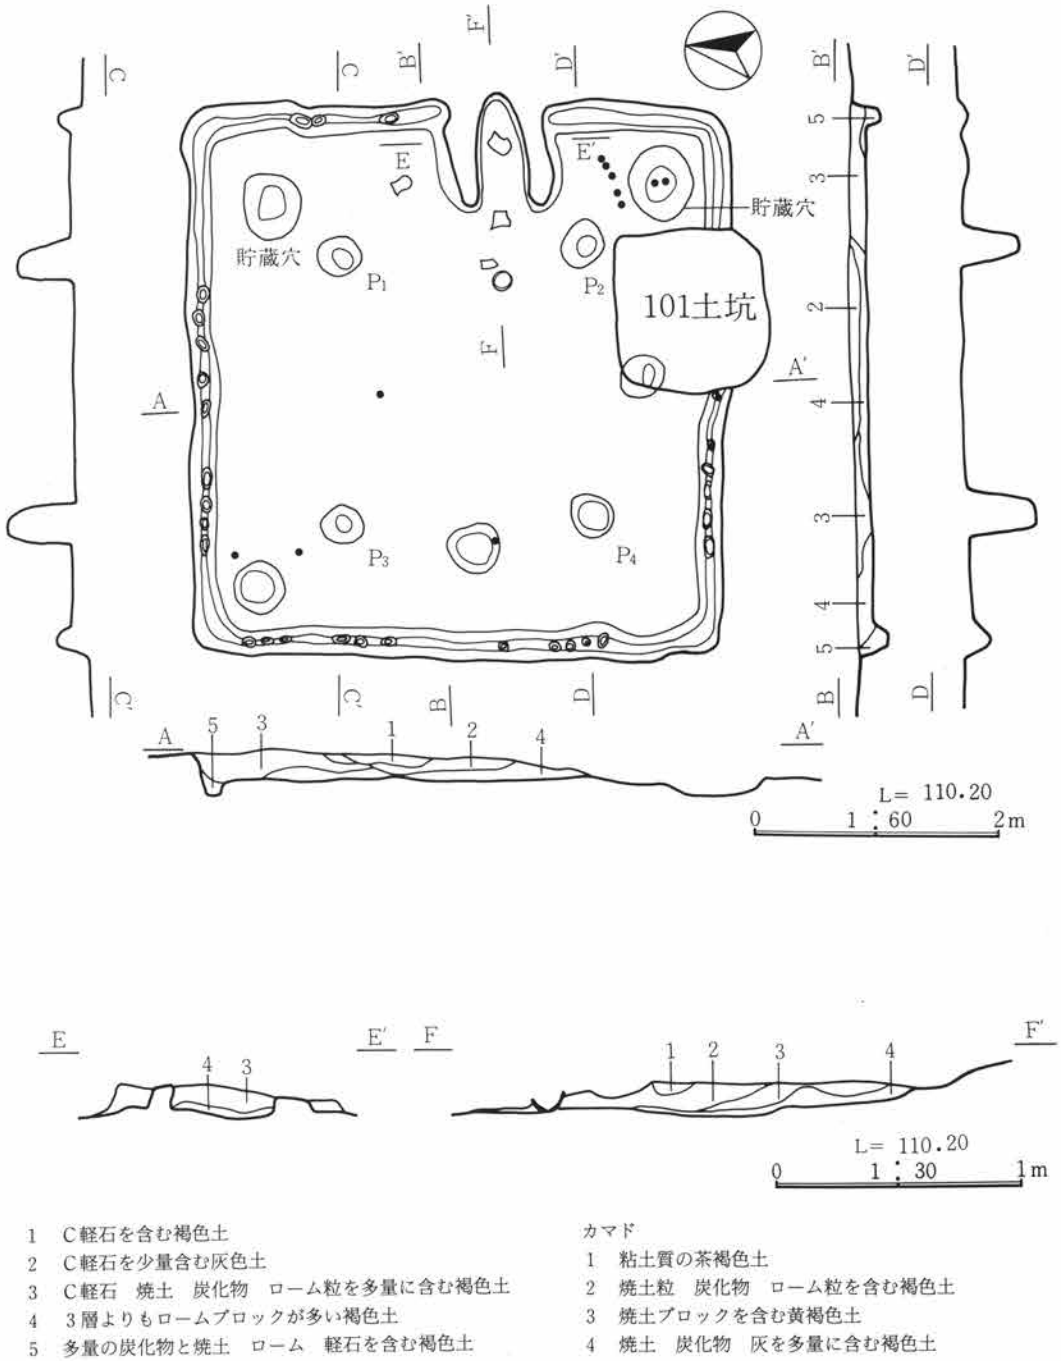 F′
C C B′ D′ B′ D′
5
E E′
3
貯蔵穴
貯蔵穴
P₁ P₂
101土坑
2
F
A A′
4
3
P₃ P₄
4
5
C′ C′ B D B D
A 5 3 1 2 4 A′
L= 110.20
0 1 : 60 2m
E E′ F F′
4 3 1 2 3 4
L= 110.20
0 1 : 30 1m
1 C軽石を含む褐色土
2 C軽石を少量含む灰色土
3 C軽石 焼土 炭化物 ローム粒を多量に含む褐色土
4 3層よりもロームブロックが多い褐色土
5 多量の炭化物と焼土 ローム 軽石を含む褐色土
カマド
1 粘土質の茶褐色土
2 焼土粒 炭化物 ローム粒を含む褐色土
3 焼土ブロックを含む黄褐色土
4 焼土 炭化物 灰を多量に含む褐色土